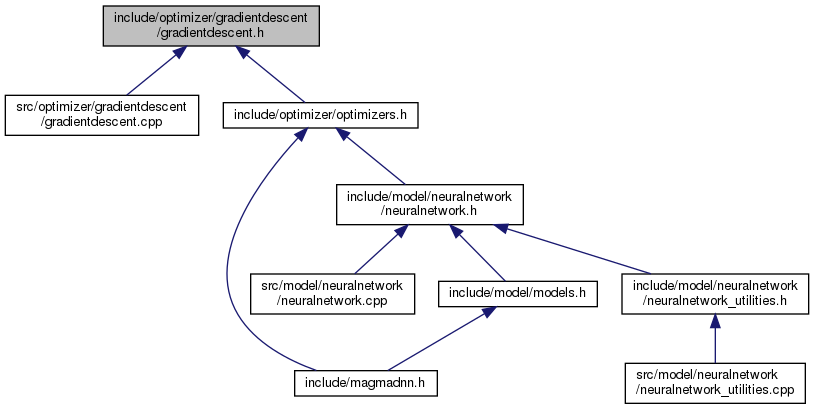 include/optimizer/gradientdescent
/gradientdescent.h
src/optimizer/gradientdescent
/gradientdescent.cpp
include/optimizer/optimizers.h
include/model/neuralnetwork
/neuralnetwork.h
src/model/neuralnetwork
/neuralnetwork.cpp
include/model/models.h
include/model/neuralnetwork
/neuralnetwork_utilities.h
include/magmadnn.h
src/model/neuralnetwork
/neuralnetwork_utilities.cpp